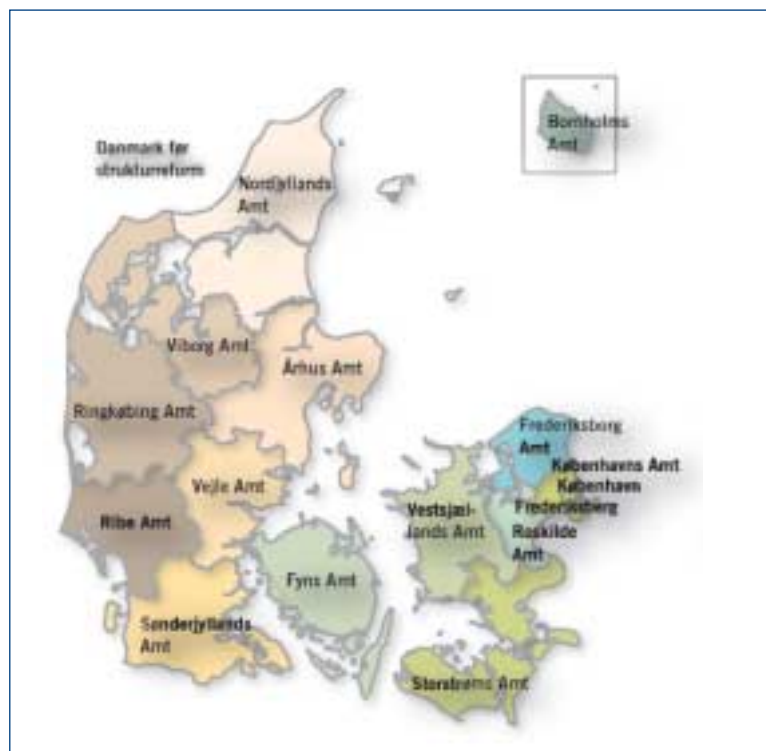 Danmark før
strukturreform
Bornholms
Amt
Nordjyllands
Amt
Viborg Amt
Århus Amt
Ringkøbing Amt
Frederiksborg
Amt
Københavns Amt
København
Frederiksberg
Vejle Amt
Ribe Amt
Vestsjæl-
lands Amt
Roskilde
Amt
Fyns Amt
Sønderjyllands
Amt
Storstrøms Amt